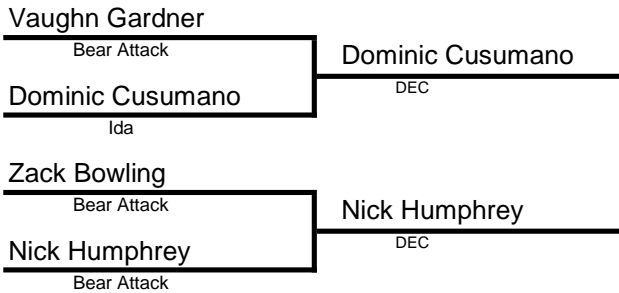 Vaughn Gardner
Bear Attack
Dominic Cusumano
DEC
Dominic Cusumano
Ida
Zack Bowling
Bear Attack
Nick Humphrey
DEC
Nick Humphrey
Bear Attack